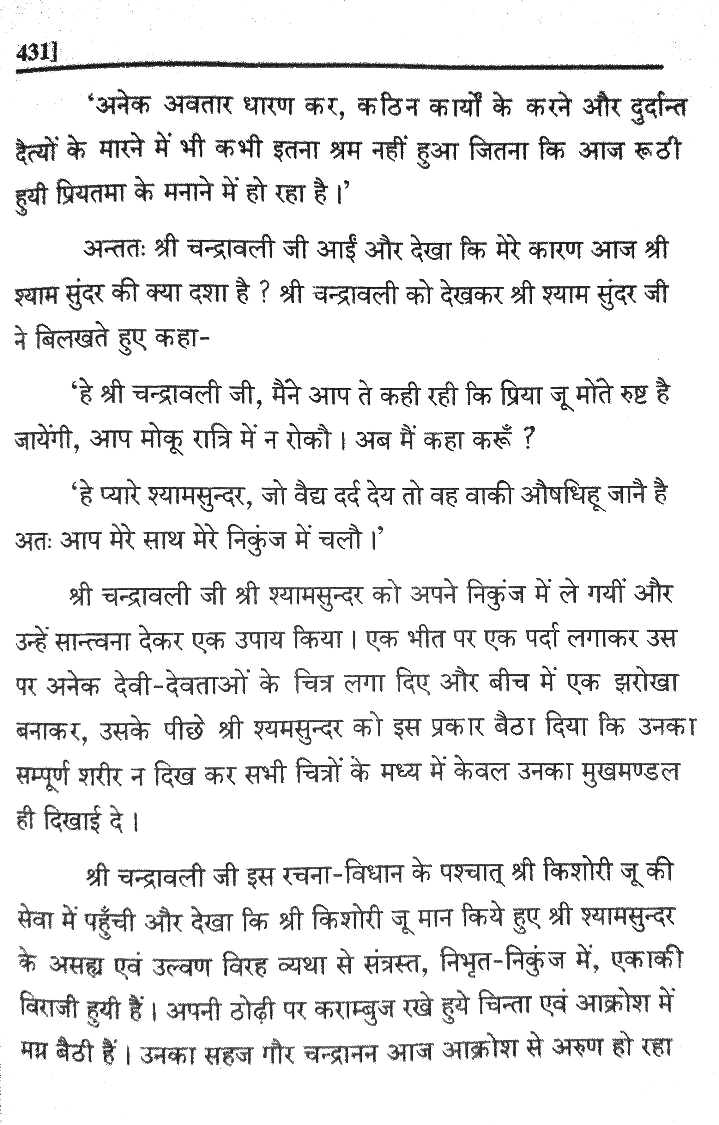 431]
‘अनेक अवतार धारण कर, कठिन कार्यों के करने और दुर्दान्त
दैत्यों के मारने में भी कभी इतना श्रम नहीं हुआ जितना कि आज रूठी
हुयी प्रियतमा के मनाने में हो रहा है।’
अन्ततः श्री चन्द्रावली जी आईं और देखा कि मेरे कारण आज श्री
श्याम सुंदर की क्या दशा है ? श्री चन्द्रावली को देखकर श्री श्याम सुंदर जी
ने बिलखते हुए कहा-
‘हे श्री चन्द्रावली जी, मैंने आप ते कही रही कि प्रिया जू मोते रुष्ट है
जायेंगी, आप मोकू रात्रि में न रोकौ। अब मैं कहा करूँ ?
‘हे प्यारे श्यामसुन्दर, जो वैद्य दर्द देय तो वह वाकी औषधिहू जानै है
अतः आप मेरे साथ मेरे निकुंज में चलौ।’
श्री चन्द्रावली जी श्री श्यामसुन्दर को अपने निकुंज में ले गयीं और
उन्हें सान्त्वना देकर एक उपाय किया। एक भीत पर एक पर्दा लगाकर उस
पर अनेक देवी-देवताओं के चित्र लगा दिए और बीच में एक झरोखा
बनाकर, उसके पीछे श्री श्यमसुन्दर को इस प्रकार बैठा दिया कि उनका
सम्पूर्ण शरीर न दिख कर सभी चित्रों के मध्य में केवल उनका मुखमण्डल
ही दिखाई दे।
श्री चन्द्रावली जी इस रचना-विधान के पश्चात् श्री किशोरी जू की
सेवा में पहुँची और देखा कि श्री किशोरी जू मान किये हुए श्री श्यामसुन्दर
के असह्य एवं उल्वण विरह व्यथा से संत्रस्त, निभृत-निकुंज में, एकाकी
विराजी हुयी हैं। अपनी ठोढ़ी पर कराम्बुज रखे हुये चिन्ता एवं आक्रोश में
मग्न बैठी हैं। उनका सहज गौर चन्द्रानन आज आक्रोश से अरुण हो रहा